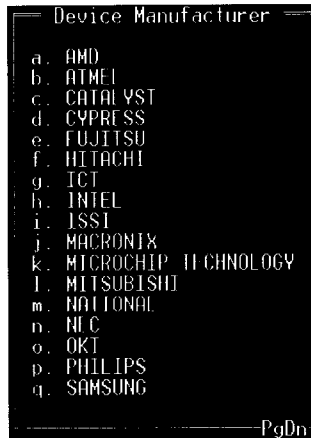 Device Manufacturer
a. AMD
b. ATMEL
c. CATALYST
d. CYPRESS
e. FUJITSU
f. HITACHI
g. ICT
h. INTEL
i. ISSI
j. MACRONIX
k. MICROCHIP TECHNOLOGY
l. MITSUBISHI
m. NATIONAL
n. NEC
o. OKI
p. PHILIPS
q. SAMSUNG
PgDn